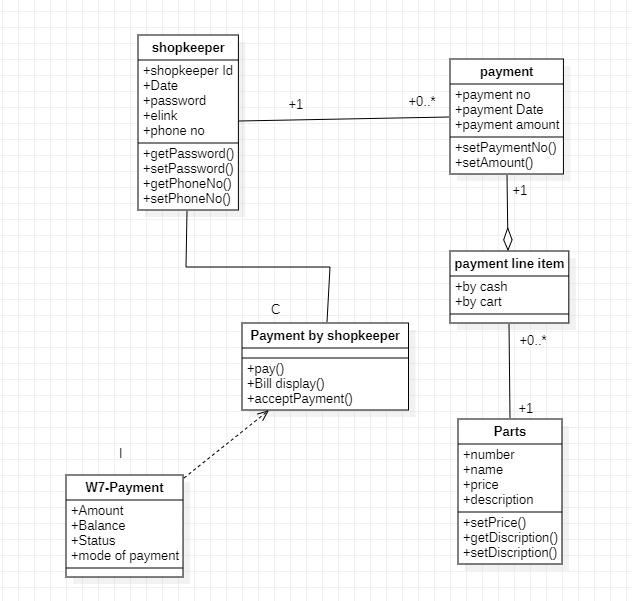 shopkeeper
+shopkeeper Id
+Date
+password
+elink
+phone no
+getPassword()
+setPassword()
+getPhoneNo()
+setPhoneNo()
+1
+0..*
payment
+payment no
+payment Date
+payment amount
+setPaymentNo()
+setAmount()
+1
payment line item
+by cash
+by cart
+0..*
+1
C
Payment by shopkeeper
+pay()
+Bill display()
+acceptPayment()
Parts
+number
+name
+price
+description
+setPrice()
+getDiscription()
+setDiscription()
I
W7-Payment
+Amount
+Balance
+Status
+mode of payment